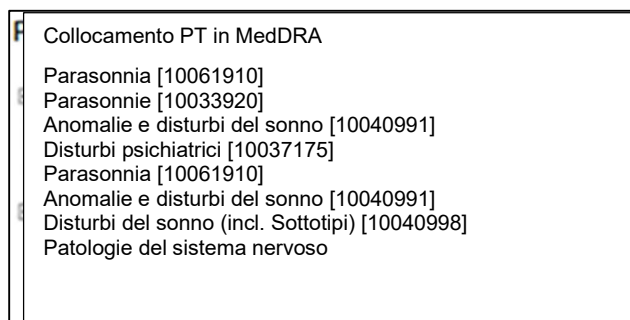 Collocamento PT in MedDRA
Parasonnia [10061910]
Parasonnie [10033920]
Anomalie e disturbi del sonno [10040991]
Disturbi psichiatrici [10037175]
Parasonnia [10061910]
Anomalie e disturbi del sonno [10040991]
Disturbi del sonno (incl. Sottotipi) [10040998]
Patologie del sistema nervoso